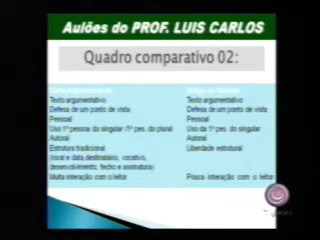 Aulões do PROF. LUIS CARLOS
Quadro comparativo 02:
Texto argumentativo Texto argumentativo
Defesa de um ponto de vista Defesa de um ponto de vista
Pessoal Pessoal
Uso 1ª pessoa do singular /1ª pes. do plural Uso da 1ª pes. do singular
Autoral Autoral
Estrutura tradicional Liberdade estrutural
(local e data,destinatário, vocativo,
desenvolvimento, fecho e assinatura)
Muita interação com o leitor Pouca interação com o leitor